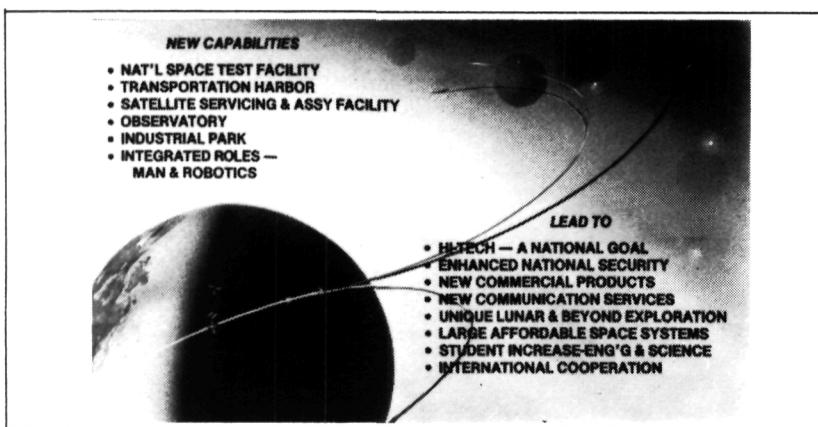 NEW CAPABILITIES
• NAT'L SPACE TEST FACILITY
• TRANSPORTATION HARBOR
• SATELLITE SERVICING & ASSY FACILITY
• OBSERVATORY
• INDUSTRIAL PARK
• INTEGRATED ROLES —
MAN & ROBOTICS
LEAD TO
• HI-TECH — A NATIONAL GOAL
• ENHANCED NATIONAL SECURITY
• NEW COMMERCIAL PRODUCTS
• NEW COMMUNICATION SERVICES
• UNIQUE LUNAR & BEYOND EXPLORATION
• LARGE AFFORDABLE SPACE SYSTEMS
• STUDENT INCREASE-ENG'G & SCIENCE
• INTERNATIONAL COOPERATION